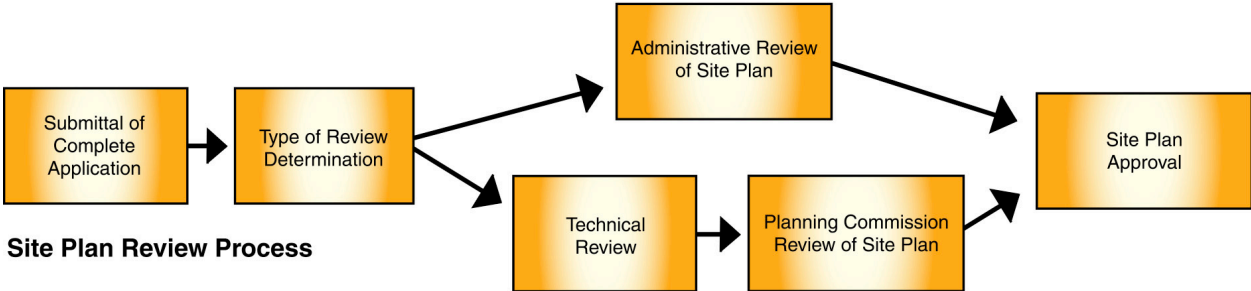 Submittal of
Complete
Application
Type of Review
Determination
Administrative Review
of Site Plan
Technical
Review
Planning Commission
Review of Site Plan
Site Plan
Approval
Site Plan Review Process